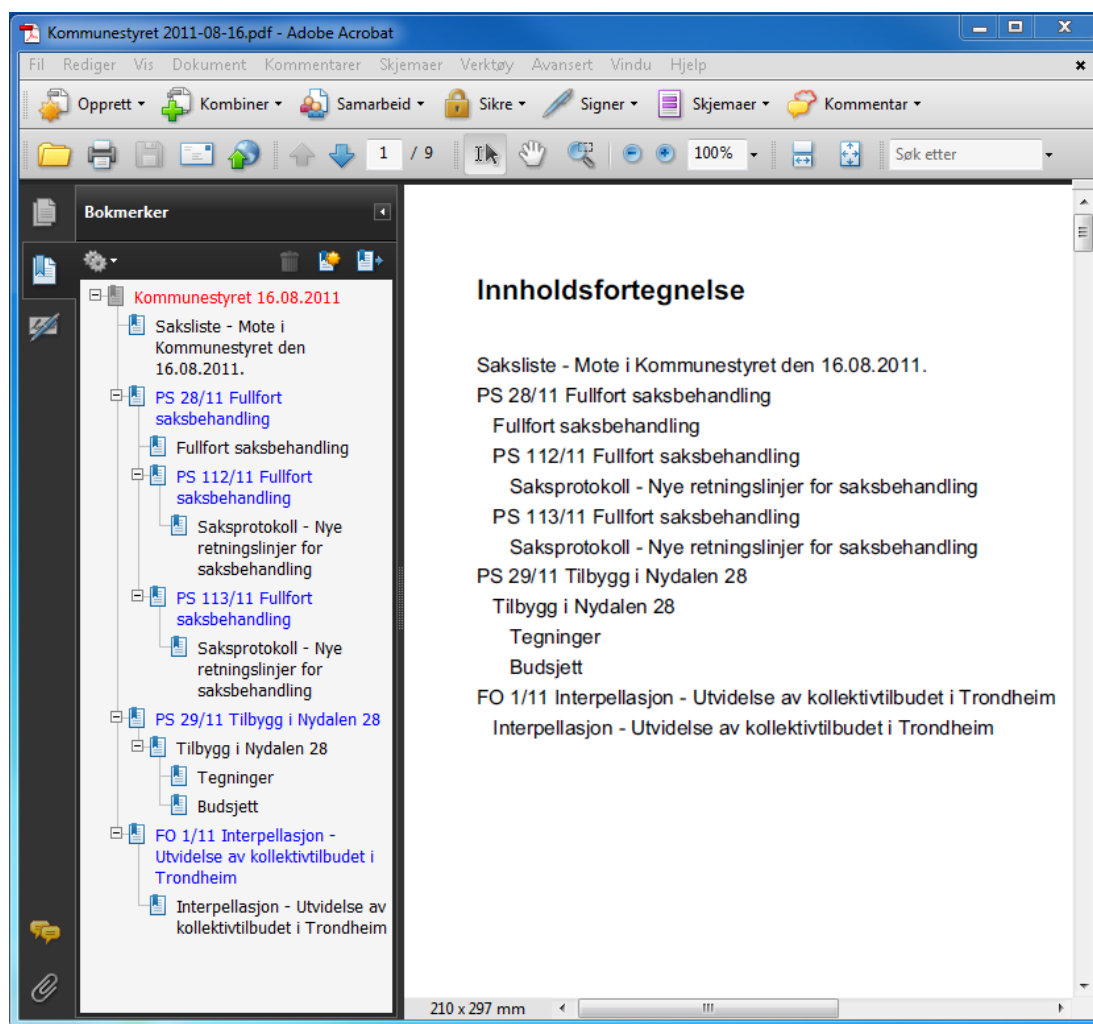 Kommunestyret 2011-08-16.pdf - Adobe Acrobat
Fil Rediger Vis Dokument Kommentarer Skjemaer Verktøy Avansert Vindu Hjelp
Opprett Kombiner Samarbeid Sikre Signer Skjemaer Kommentar
1 / 9 100% Søk etter
Bokmerker
Kommunestyret 16.08.2011
Saksliste - Mote i
Kommunestyret den
16.08.2011.
PS 28/11 Fullfort
saksbehandling
Fullfort saksbehandling
PS 112/11 Fullfort
saksbehandling
Saksprotokoll - Nye
retningslinjer for
saksbehandling
PS 113/11 Fullfort
saksbehandling
Saksprotokoll - Nye
retningslinjer for
saksbehandling
PS 29/11 Tilbygg i Nydalen 28
Tilbygg i Nydalen 28
Tegninger
Budsjett
FO 1/11 Interpellasjon -
Utvidelse av kollektivtilbudet i
Trondheim
Interpellasjon - Utvidelse av
kollektivtilbudet i Trondheim
Innholdsfortegnelse
Saksliste - Mote i Kommunestyret den 16.08.2011.
PS 28/11 Fullfort saksbehandling
Fullfort saksbehandling
PS 112/11 Fullfort saksbehandling
Saksprotokoll - Nye retningslinjer for saksbehandling
PS 113/11 Fullfort saksbehandling
Saksprotokoll - Nye retningslinjer for saksbehandling
PS 29/11 Tilbygg i Nydalen 28
Tilbygg i Nydalen 28
Tegninger
Budsjett
FO 1/11 Interpellasjon - Utvidelse av kollektivtilbudet i Trondheim
Interpellasjon - Utvidelse av kollektivtilbudet i Trondheim
210 x 297 mm